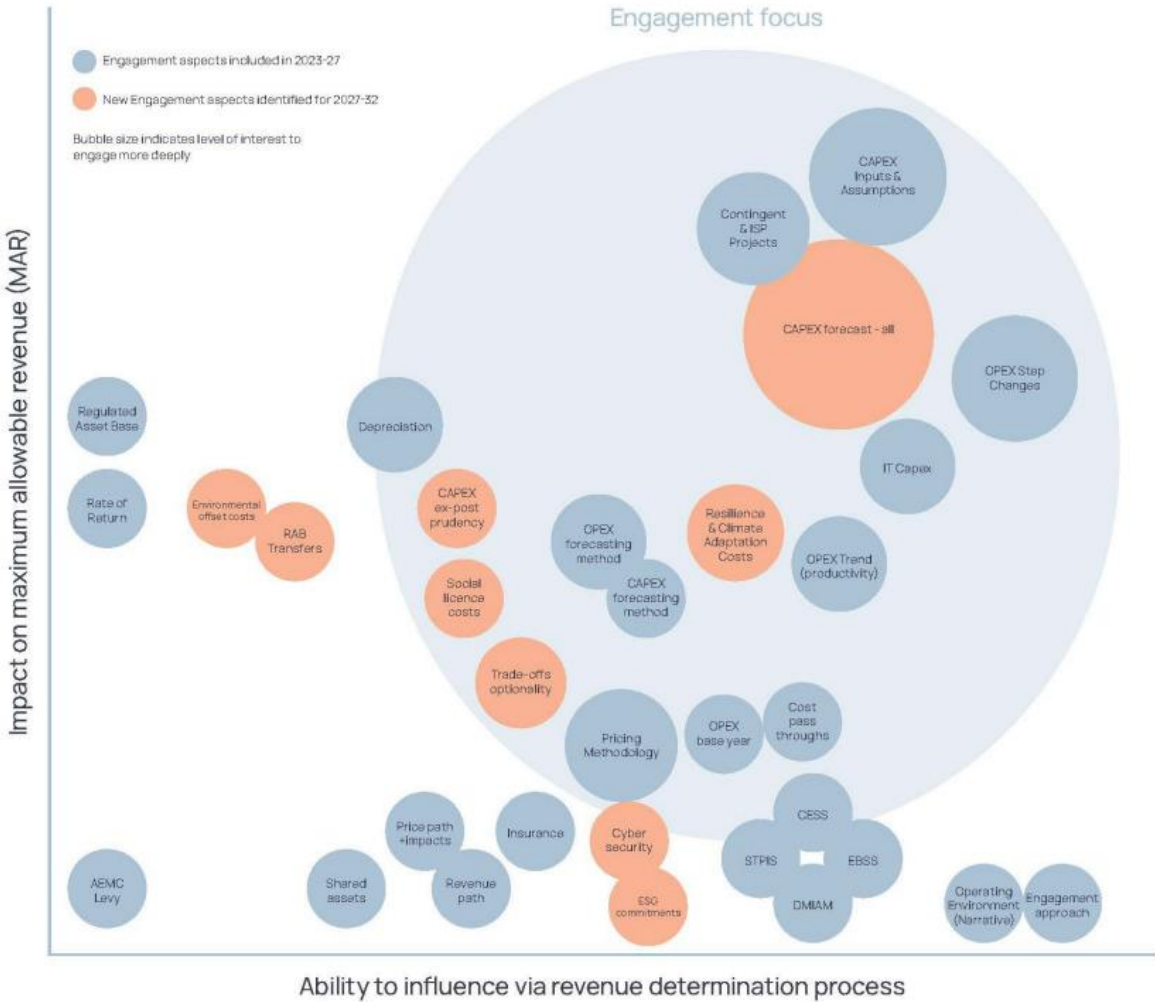 Engagement focus
Engagement aspects included in 2023-27
New Engagement aspects identified for 2027-32
Bubble size indicates level of interest to
engage more deeply
Impact on maximum allowable revenue (MAR)
CAPEX
Inputs &
Assumptions
Contingent
& ISP
Projects
CAPEX forecast - all
OPEX Step
Changes
Regulated
Asset Base
Depreciation
IT Capex
Rate of
Return
Environmental
offset costs
RAB
Transfers
CAPEX
ex-post
prudency
OPEX
forecasting
method
Resilience
& Climate
Adaptation
Costs
OPEX Trend
(productivity)
Social
licence
costs
CAPEX
forecasting
method
Trade-offs
optionality
Pricing
Methodology
OPEX
base year
Cost
pass
throughs
Price path
+impacts
Insurance
Cyber
security
CESS
STPIS
EBSS
DMIAM
AEMC
Levy
Shared
assets
Revenue
path
ESG
commitments
Operating
Environment
(Narrative)
Engagement
approach
Ability to influence via revenue determination process